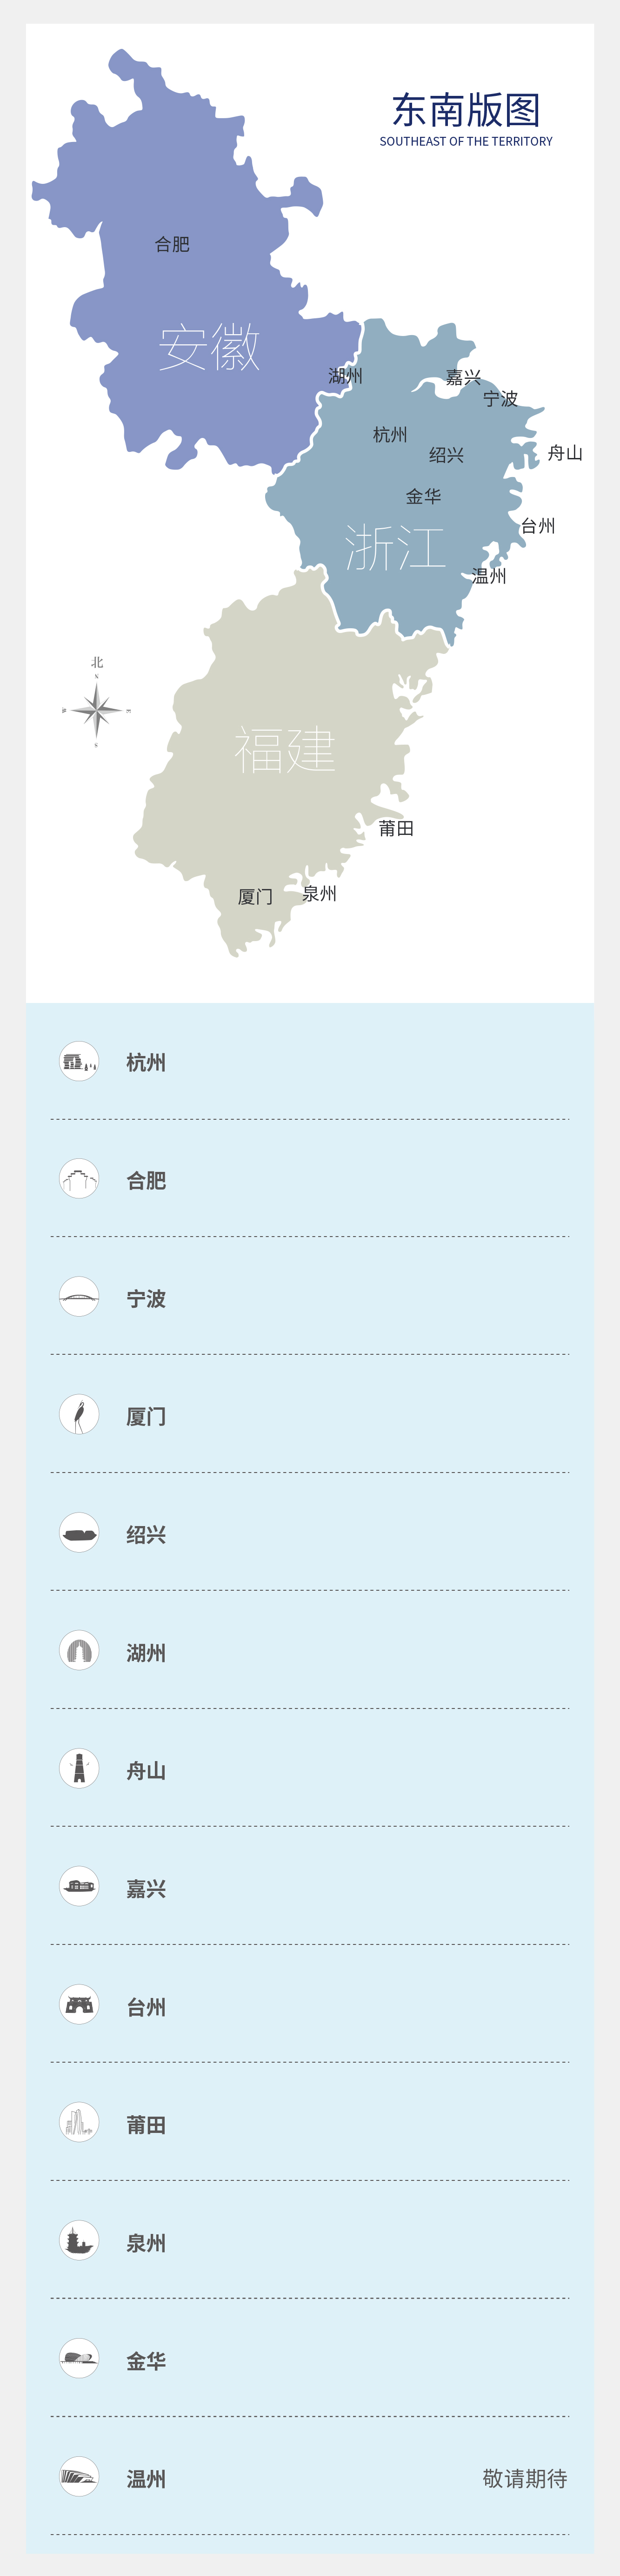 东南版图
SOUTHEAST OF THE TERRITORY
合肥
安徽
湖州
嘉兴
宁波
杭州
绍兴
舟山
金华
台州
浙江
温州
北
N
E
S
福建
莆田
厦门
泉州
杭州
合肥
宁波
厦门
绍兴
湖州
舟山
嘉兴
台州
莆田
泉州
金华
温州
敬请期待